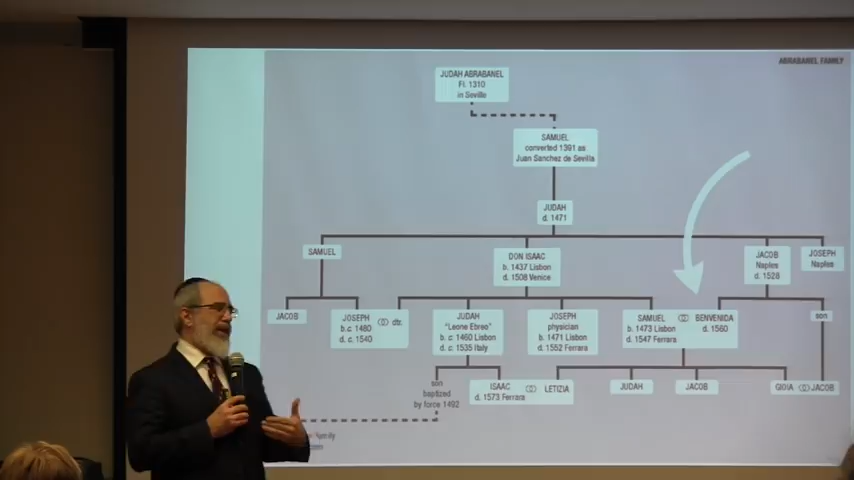 ABRABANEL FAMILY
JUDAH ABRABANEL
Fl. 1310
in Seville
SAMUEL
converted 1391 as
Juan Sanchez de Sevilla
JUDAH
d. 1471
SAMUEL
DON ISAAC
b. 1437 Lisbon
d. 1508 Venice
JACOB
Naples
d. 1528
JOSEPH
Naples
JACOB
JOSEPH
b.c. 1480
d. c. 1540
dtr.
JUDAH
"Leone Ebreo"
b. c. 1460 Lisbon
d. c. 1535 Italy
JOSEPH
physician
b. 1471 Lisbon
d. 1552 Ferrara
SAMUEL
b. 1473 Lisbon
d. 1547 Ferrara
BENVENIDA
d. 1560
son
son
baptized
by force 1492
ISAAC
d. 1573 Ferrara
LETIZIA
JUDAH
JACOB
GIOIA
JACOB
family